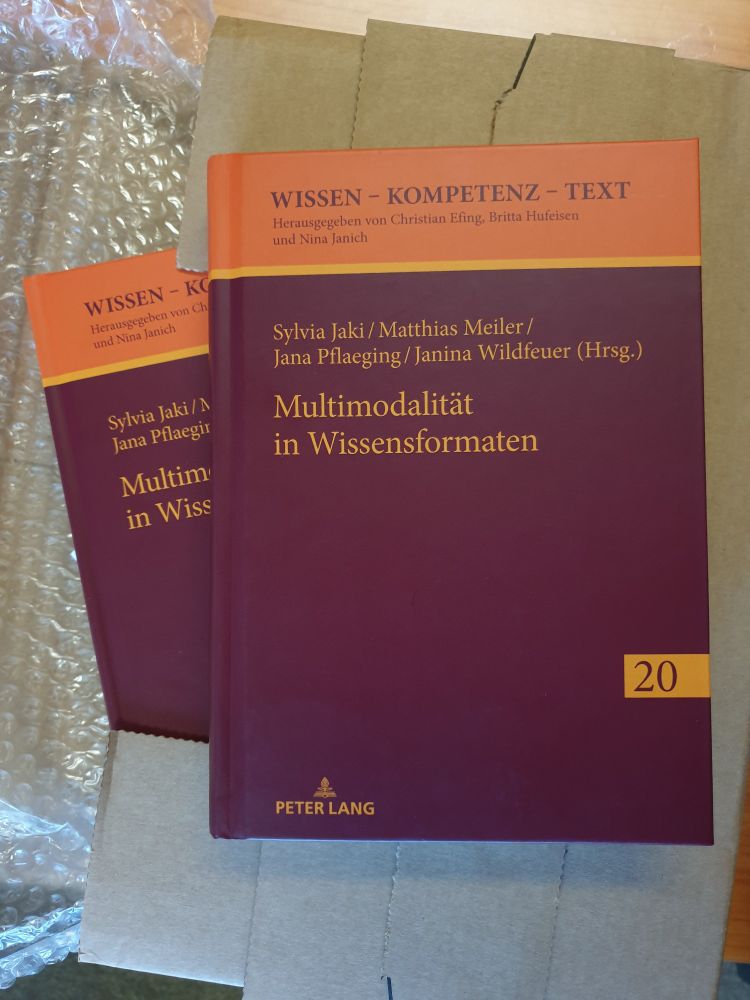 WISSEN – KOMPETENZ – TEXT
Herausgegeben von Christian Efing, Britta Hufeisen
und Nina Janich
Sylvia Jaki / Matthias Meiler /
Jana Pflaeging / Janina Wildfeuer (Hrsg.)
Multimodalität
in Wissensformaten
20
PETER LANG
WISSEN – KO
Herausgegeben von Ch
und Nina Janich
Sylvia Jaki / M
Jana Pflaegin
Multim
in Wiss